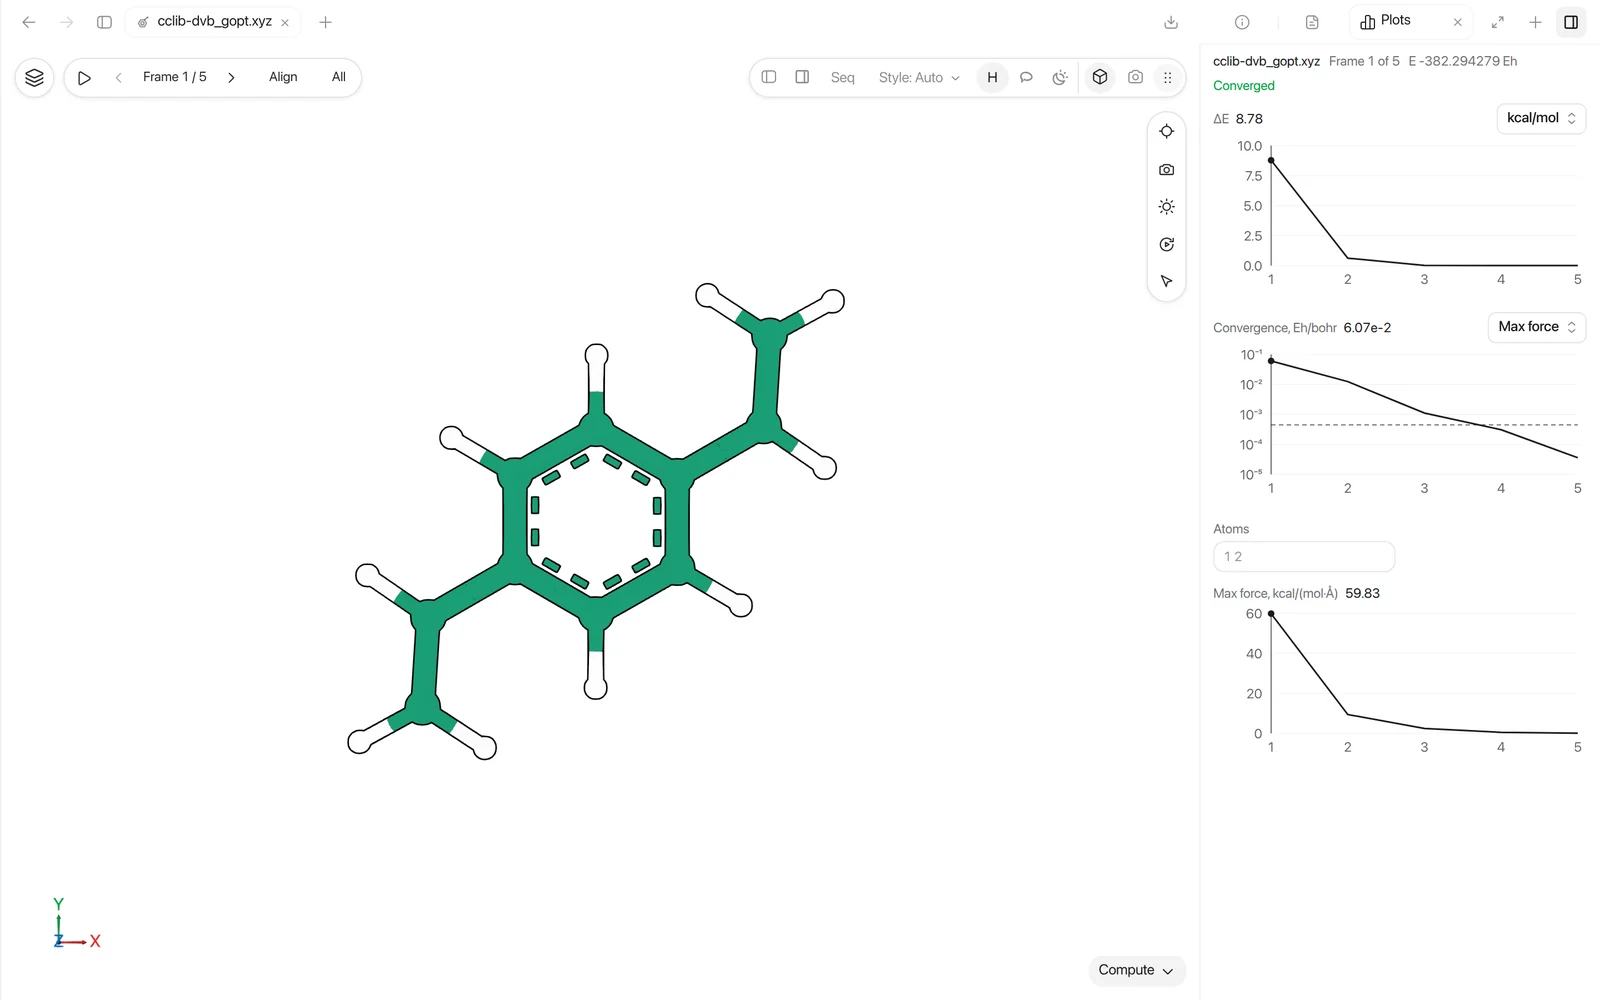 cclib-dvb_gopt.xyz
Plots
Frame 1 / 5
Align
All
Seq
Style: Auto
H
cclib-dvb_gopt.xyz Frame 1 of 5 E -382.294279 Eh
Converged
ΔE 8.78
kcal/mol
10.0
7.5
5.0
2.5
0.0
1 2 3 4 5
Convergence, Eh/bohr 6.07e-2
Max force
10⁻¹
10⁻²
10⁻³
10⁻⁴
10⁻⁵
1 2 3 4 5
Atoms
1 2
Max force, kcal/(mol·Å) 59.83
60
40
20
0
1 2 3 4 5
Y
Z X
Compute